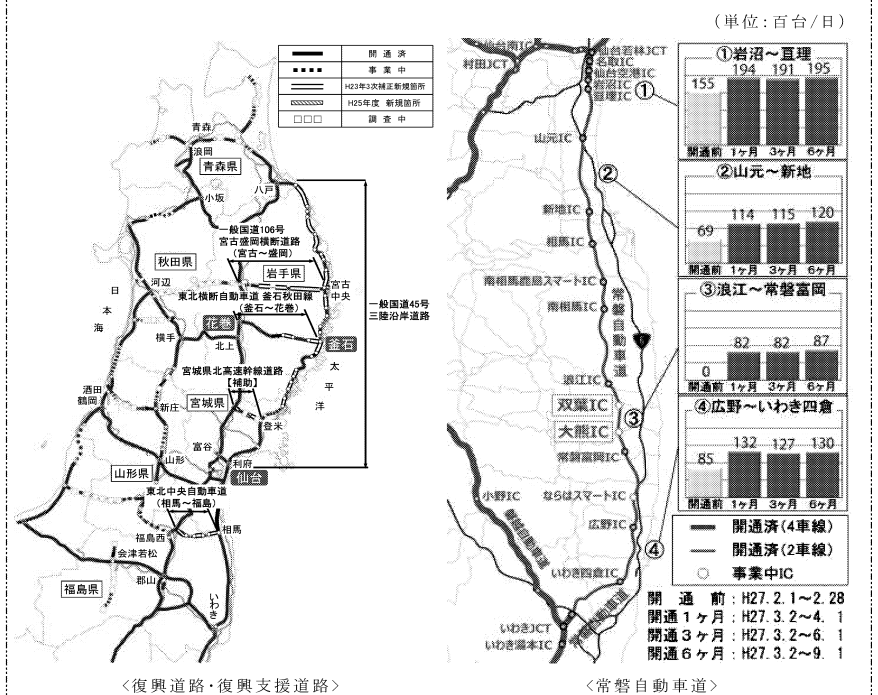 (単位:百台/日)
開通済
事業中
H23年3次補正新規箇所
H25年度 新規箇所
調査中
青森
浪岡
青森県
小坂
八戸
一般国道106号
宮古盛岡横断道路
(宮古~盛岡)
秋田県
岩手県
河辺
宮古
中央
日本海
東北横断自動車道 釜石秋田線
(釜石~花巻)
一般国道45号
三陸沿岸道路
花巻
横手
北上
釜石
太平洋
宮城県北高速幹線道路
【補助】
酒田
鶴岡
新庄
宮城県
登米
富谷
山形
利府
山形県
仙台
東北中央自動車道
(相馬~福島)
福島西
相馬
会津若松
郡山
福島県
いわき
<復興道路・復興支援道路>
仙台南IC
仙台若林JCT
村田JCT
名取IC
仙台空港IC
岩沼IC
亘理IC
①
山元IC
②
新地IC
相馬IC
南相馬鹿島スマートIC
南相馬IC
常磐自動車道
6
浪江IC
双葉IC
③
大熊IC
常磐富岡IC
小野IC
ならはスマートIC
磐越自動車道
広野IC
④
いわき四倉IC
常磐自動車道
いわきJCT
いわき湯本IC
①岩沼~亘理
155 194 191 195
開通前 1ヶ月 3ヶ月 6ヶ月
②山元~新地
69 114 115 120
開通前 1ヶ月 3ヶ月 6ヶ月
③浪江~常磐富岡
0 82 82 87
開通前 1ヶ月 3ヶ月 6ヶ月
④広野~いわき四倉
85 132 127 130
開通前 1ヶ月 3ヶ月 6ヶ月
開通済(4車線)
開通済(2車線)
事業中IC
開通前:H27.2.1~2.28
開通1ヶ月:H27.3.2~4.1
開通3ヶ月:H27.3.2~6.1
開通6ヶ月:H27.3.2~9.1
<常磐自動車道>